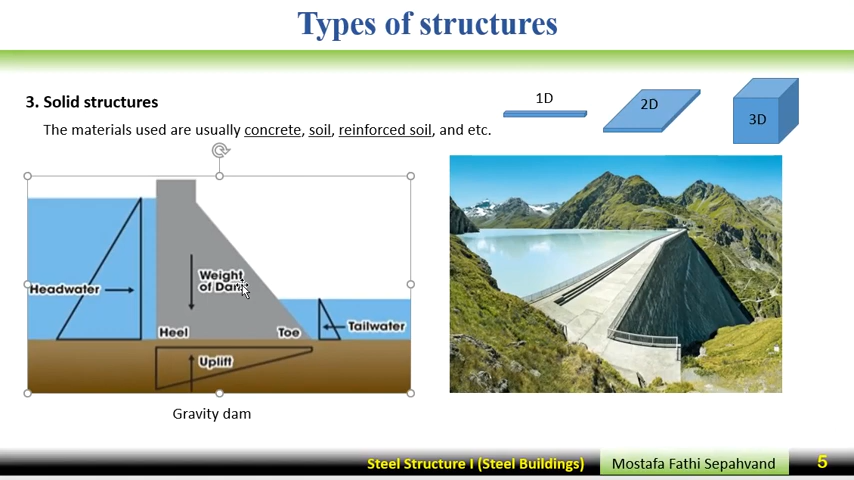 Types of structures
3. Solid structures
The materials used are usually concrete, soil, reinforced soil, and etc.
1D
2D
3D
Headwater
Weight
of Dam
Heel
Toe
Tailwater
Uplift
Gravity dam
Steel Structure I (Steel Buildings)
Mostafa Fathi Sepahvand
5